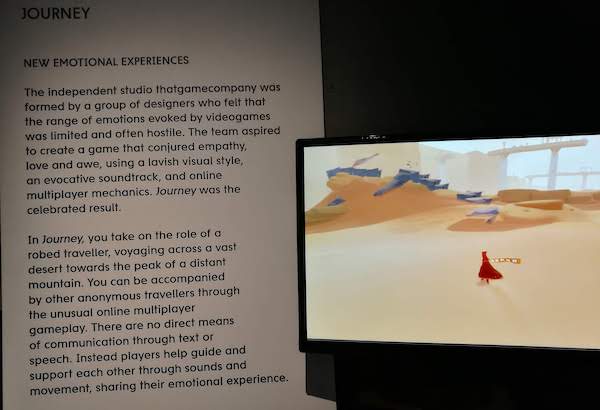 JOURNEY
NEW EMOTIONAL EXPERIENCES
The independent studio thatgamecompany was
formed by a group of designers who felt that
the range of emotions evoked by videogames
was limited and often hostile. The team aspired
to create a game that conjured empathy,
love and awe, using a lavish visual style,
an evocative soundtrack, and online
multiplayer mechanics. Journey was the
celebrated result.
In Journey, you take on the role of a
robed traveller, voyaging across a vast
desert towards the peak of a distant
mountain. You can be accompanied
by other anonymous travellers through
the unusual online multiplayer
gameplay. There are no direct means
of communication through text or
speech. Instead players help guide and
support each other through sounds and
movement, sharing their emotional experience.